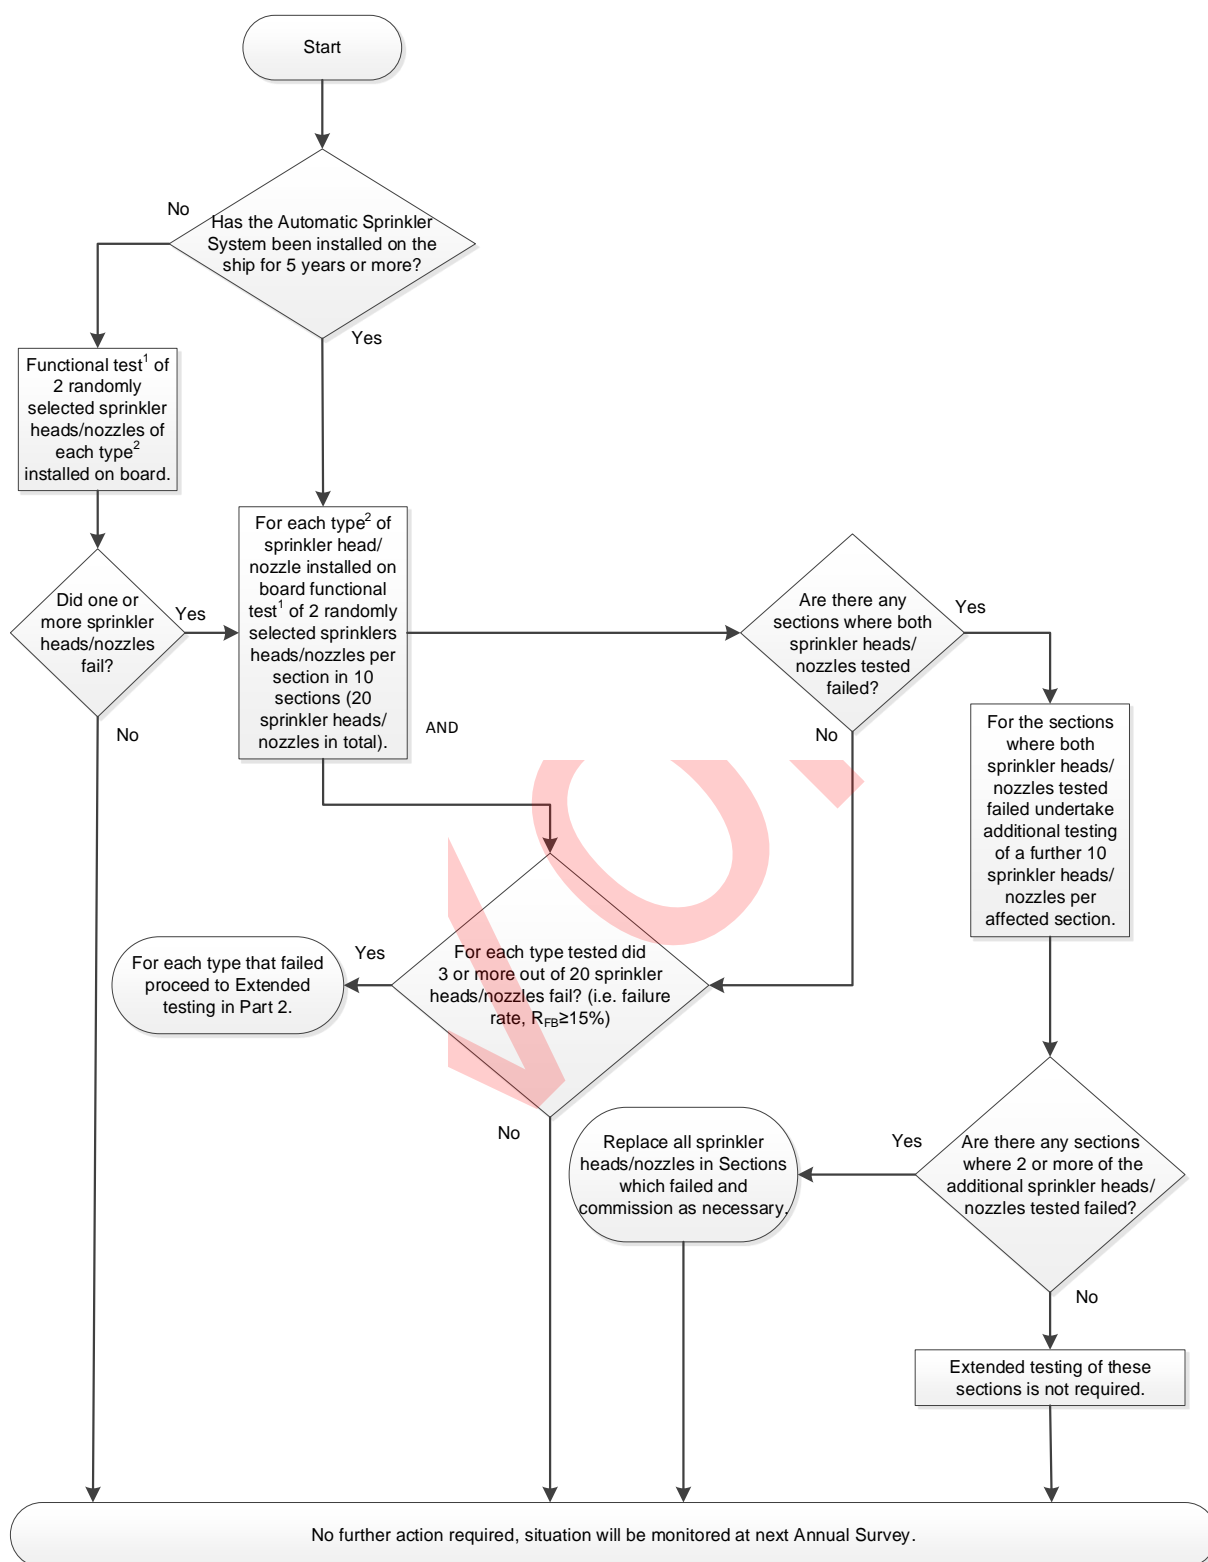 Start
Has the Automatic Sprinkler
System been installed on the
ship for 5 years or more?
No
Yes
Functional test1 of
2 randomly
selected sprinkler
heads/nozzles of
each type2
installed on board.
Did one or
more sprinkler
heads/nozzles
fail?
Yes
No
For each type2 of
sprinkler head/
nozzle installed on
board functional
test1 of 2 randomly
selected sprinklers
heads/nozzles per
section in 10
sections (20
sprinkler heads/
nozzles in total).
AND
Are there any
sections where both
sprinkler heads/
nozzles tested
failed?
Yes
No
For the sections
where both
sprinkler heads/
nozzles tested
failed undertake
additional testing
of a further 10
sprinkler heads/
nozzles per
affected section.
For each type tested did
3 or more out of 20 sprinkler
heads/nozzles fail? (i.e. failure
rate, RFB≥15%)
Yes
No
For each type that failed
proceed to Extended
testing in Part 2.
Are there any sections
where 2 or more of the
additional sprinkler heads/
nozzles tested failed?
Yes
No
Replace all sprinkler
heads/nozzles in Sections
which failed and
commission as necessary.
Extended testing of these
sections is not required.
No further action required, situation will be monitored at next Annual Survey.